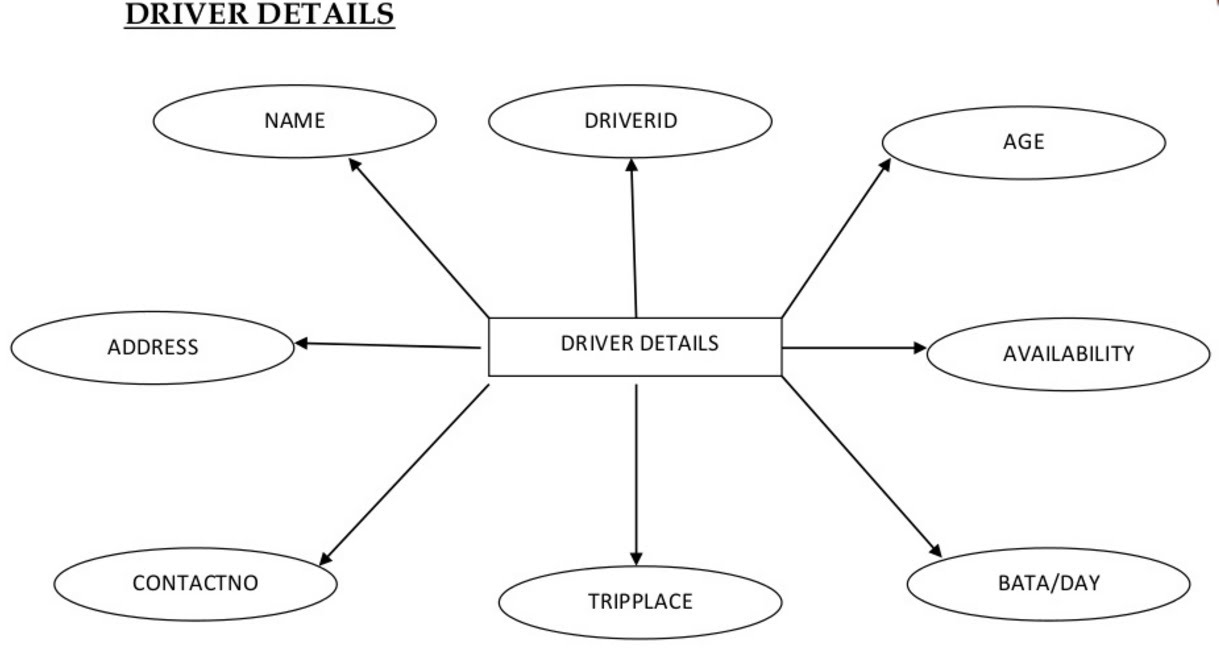 DRIVER DETAILS
NAME
DRIVERID
AGE
ADDRESS
DRIVER DETAILS
AVAILABILITY
CONTACTNO
TRIPPLACE
BATA/DAY